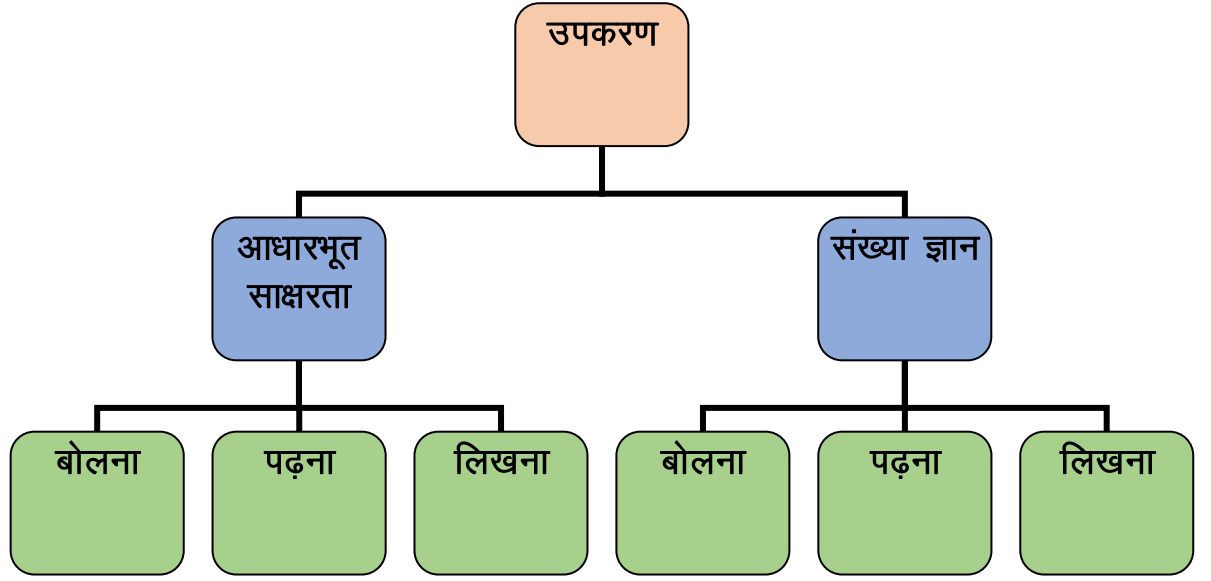 उपकरण
आधारभूत
साक्षरता
संख्या ज्ञान
बोलना
पढ़ना
लिखना
बोलना
पढ़ना
लिखना